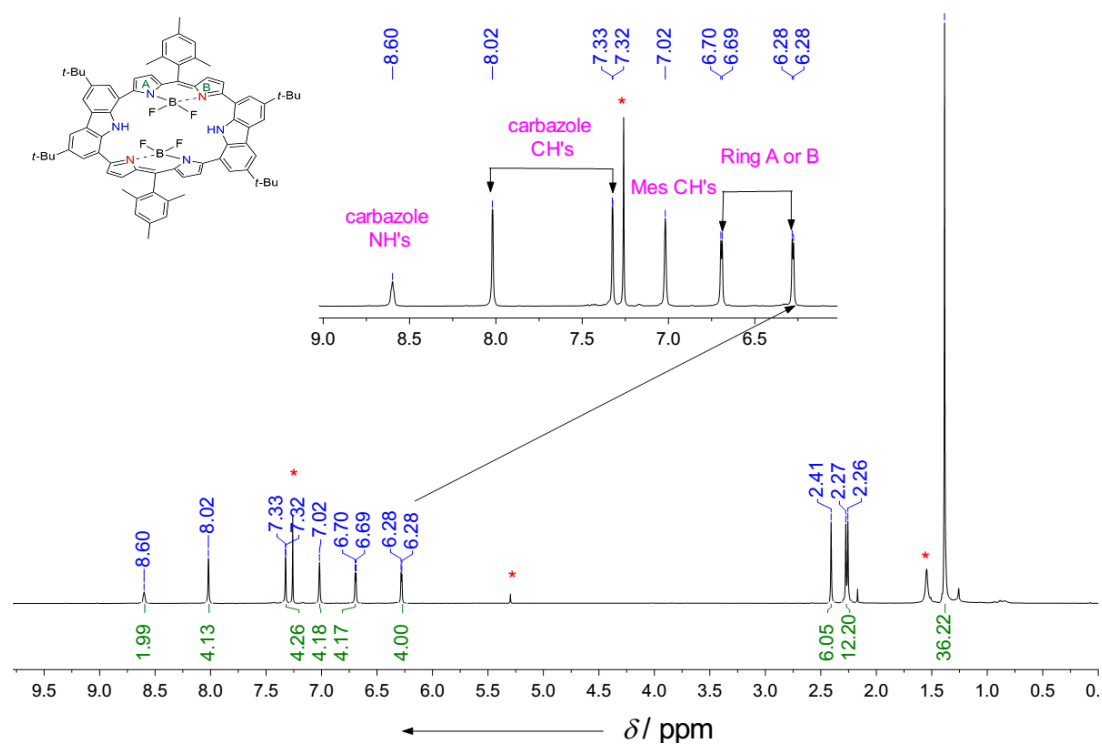 8.60
8.02
7.33
7.32
7.02
6.70
6.69
6.28
6.28
t-Bu
A
B
t-Bu
N
N
B
F
F
NH
HN
F
F
B
N
N
t-Bu
t-Bu
*
carbazole
CH's
Ring A or B
Mes CH's
carbazole
NH's
9.0 8.5 8.0 7.5 7.0 6.5
* 
8.60
8.02
7.33
7.32
7.02
6.70
6.69
6.28
6.28
*
2.41
2.27
2.26
*
1.99
4.13
4.26
4.18
4.17
4.00
6.05
12.20
36.22
9.5 9.0 8.5 8.0 7.5 7.0 6.5 6.0 5.5 5.0 4.5 4.0 3.5 3.0 2.5 2.0 1.5 1.0 0.5 0.
δ / ppm